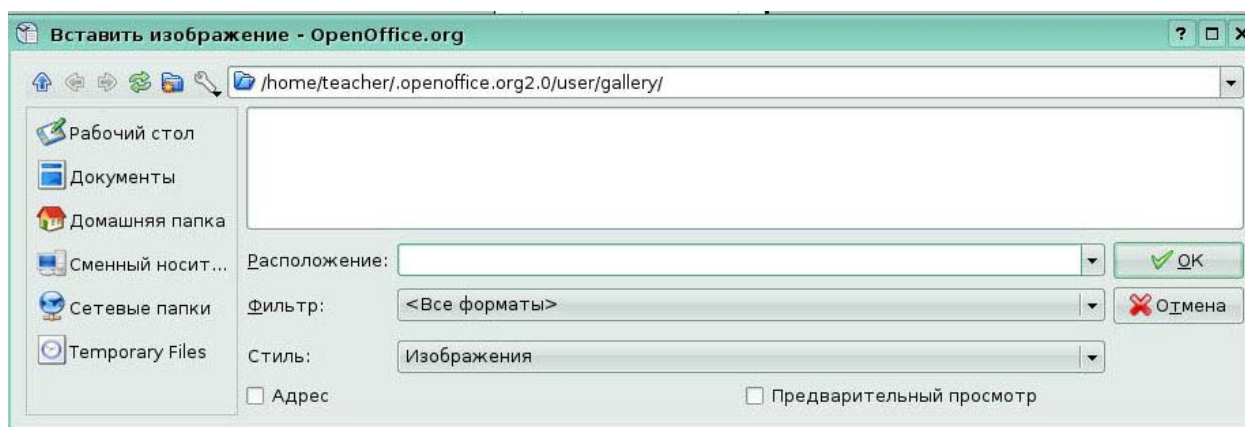 Вставить изображение - OpenOffice.org
/home/teacher/.openoffice.org2.0/user/gallery/
Рабочий стол
Документы
Домашняя папка
Сменный носит...
Сетевые папки
Temporary Files
Расположение:
OK
Фильтр: <Все форматы>
Отмена
Стиль: Изображения
Адрес
Предварительный просмотр